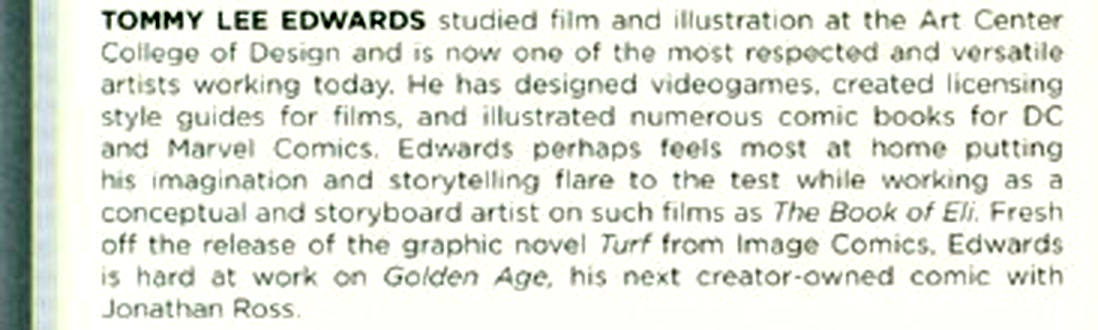 TOMMY LEE EDWARDS studied film and illustration at the Art Center
College of Design and is now one of the most respected and versatile
artists working today. He has designed videogames, created licensing
style guides for films, and illustrated numerous comic books for DC
and Marvel Comics. Edwards perhaps feels most at home putting
his imagination and storytelling flare to the test while working as a
conceptual and storyboard artist on such films as The Book of Eli. Fresh
off the release of the graphic novel Turf from Image Comics, Edwards
is hard at work on Golden Age, his next creator-owned comic with
Jonathan Ross.